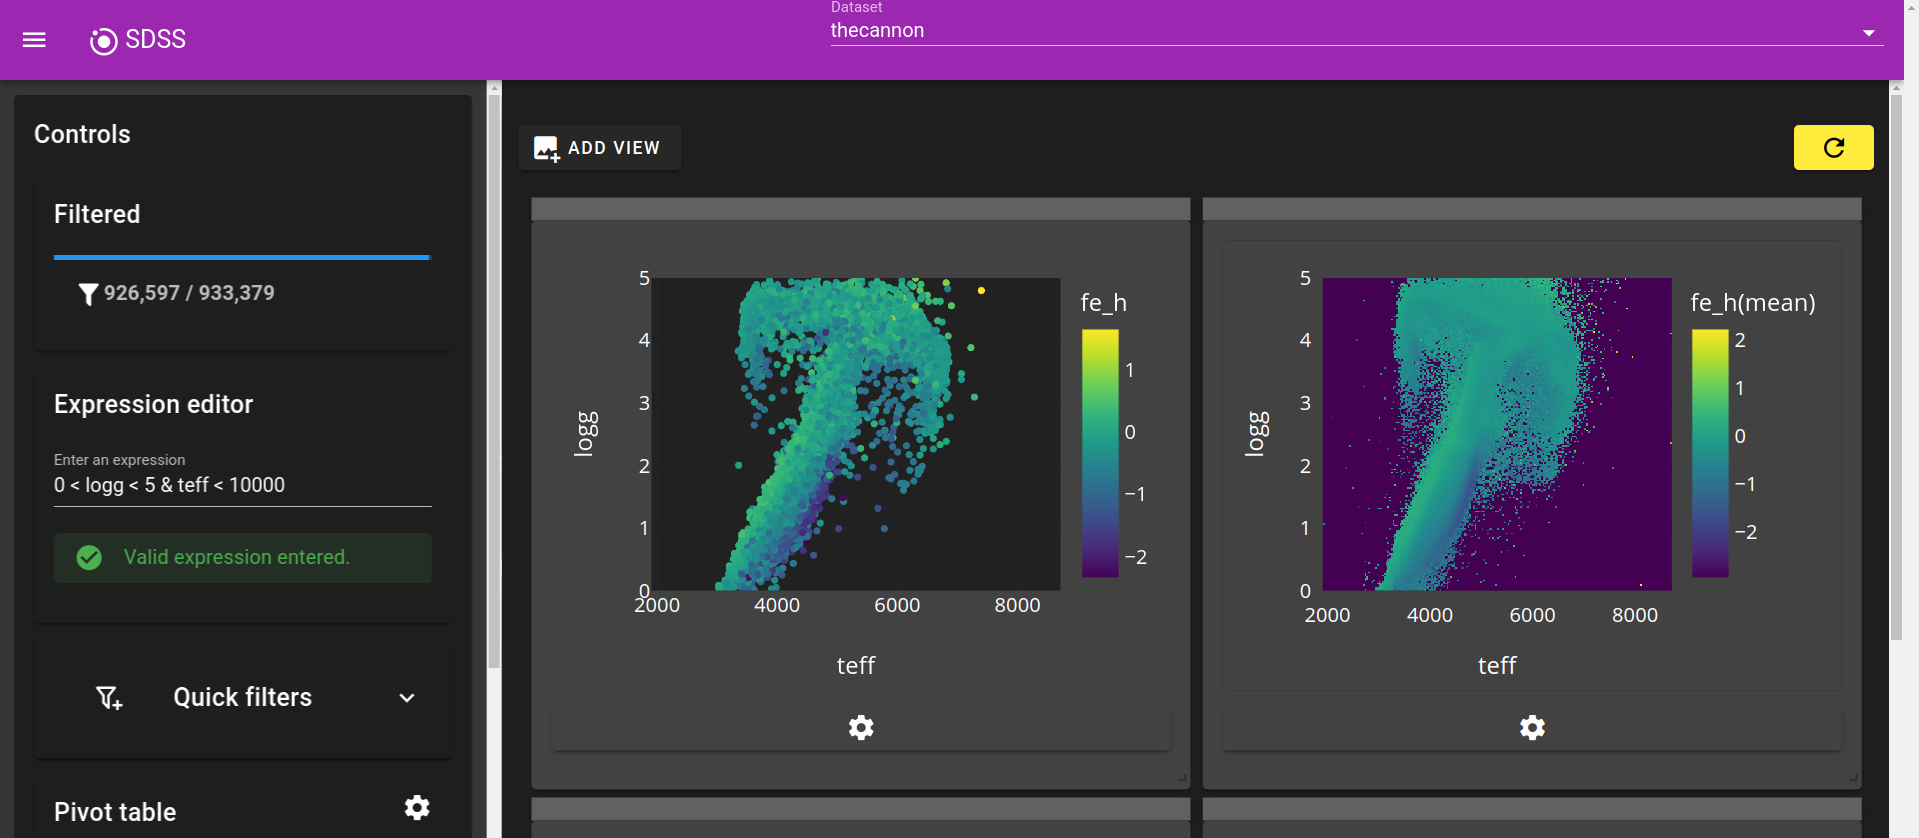 Dataset
SDSS
thecannon
Controls
Filtered
926,597 / 933,379
Expression editor
Enter an expression
0 < logg < 5 & teff < 10000
Valid expression entered.
Quick filters
Pivot table
ADD VIEW
fe_h
5
4
3
2
1
0
logg
2000 4000 6000 8000
teff
1
0
−1
−2
fe_h(mean)
5
4
3
2
1
0
logg
2000 4000 6000 8000
teff
2
1
0
−1
−2